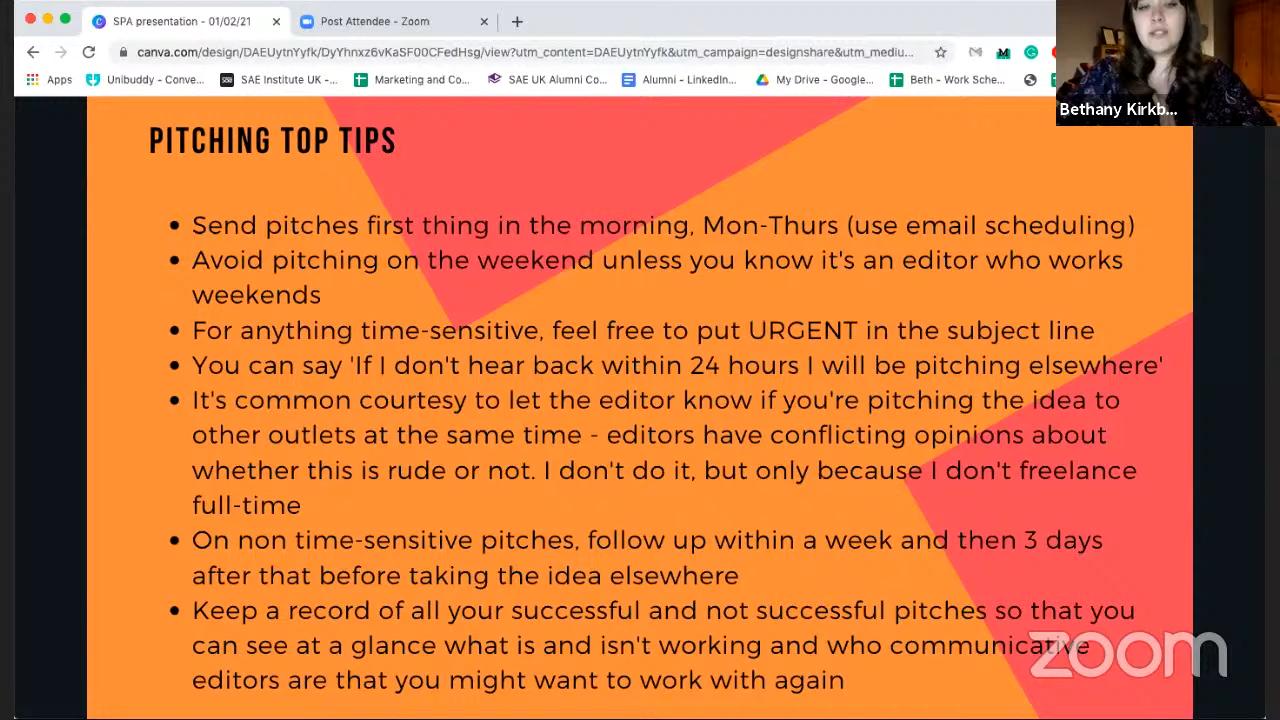 SPA presentation - 01/02/21
Post Attendee - Zoom
canva.com/design/DAEUytnYyfk/DyYhnxz6vKaSF00CFedHsg/view?utm_content=DAEUytnYyfk&utm_campaign=designshare&utm_mediu...
Apps
Unibuddy - Conve...
SAE Institute UK -...
Marketing and Co...
SAE UK Alumni Co...
Alumni - LinkedIn...
My Drive - Google...
Beth - Work Sche...
Bethany Kirkb...
PITCHING TOP TIPS
• Send pitches first thing in the morning, Mon-Thurs (use email scheduling)
• Avoid pitching on the weekend unless you know it's an editor who works
weekends
• For anything time-sensitive, feel free to put URGENT in the subject line
• You can say 'If I don't hear back within 24 hours I will be pitching elsewhere'
• It's common courtesy to let the editor know if you're pitching the idea to
other outlets at the same time - editors have conflicting opinions about
whether this is rude or not. I don't do it, but only because I don't freelance
full-time
• On non time-sensitive pitches, follow up within a week and then 3 days
after that before taking the idea elsewhere
• Keep a record of all your successful and not successful pitches so that you
can see at a glance what is and isn't working and who communicative
editors are that you might want to work with again
zoom